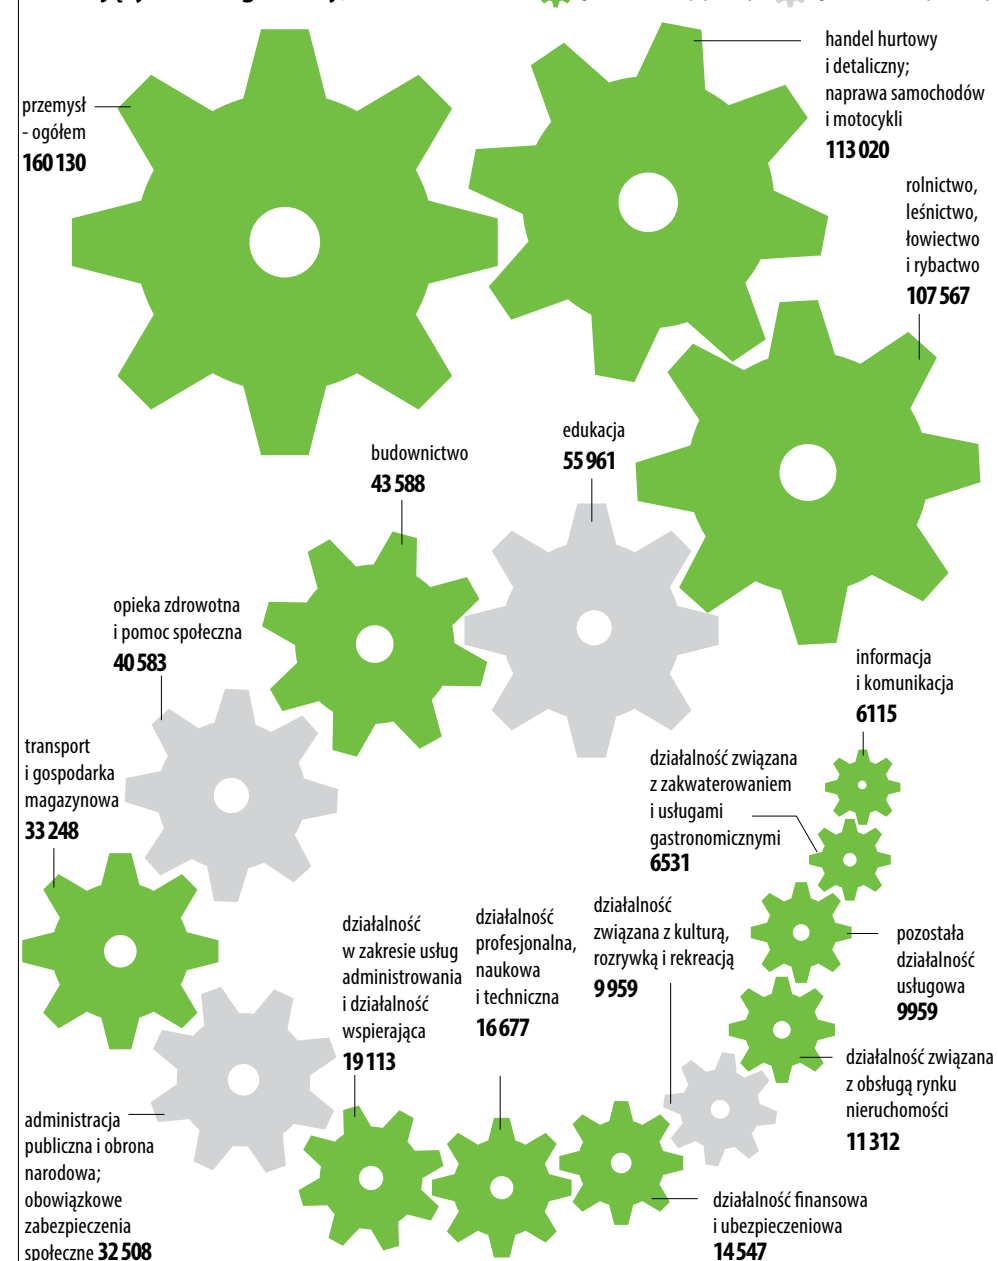 przemysł
- ogółem
160 130
handel hurtowy
i detaliczny;
naprawa samochodów
i motocykli
113 020
rolnictwo,
leśnictwo,
łowiectwo
i rybactwo
107 567
edukacja
55 961
budownictwo
43 588
opieka zdrowotna
i pomoc społeczna
40 583
transport
i gospodarka
magazynowa
33 248
administracja
publiczna i obrona
narodowa;
obowiązkowe
zabezpieczenia
społeczne 32 508
działalność
w zakresie usług
administrowania
i działalność
wspierająca
19 113
działalność
profesjonalna,
naukowa
i techniczna
16 677
działalność finansowa
i ubezpieczeniowa
14 547
działalność
związana z kulturą,
rozrywką i rekreacją
9 959
działalność związana
z obsługą rynku
nieruchomości
11 312
pozostała
działalność
usługowa
9959
działalność związana
z zakwaterowaniem
i usługami
gastronomicznymi
6531
informacja
i komunikacja
6115